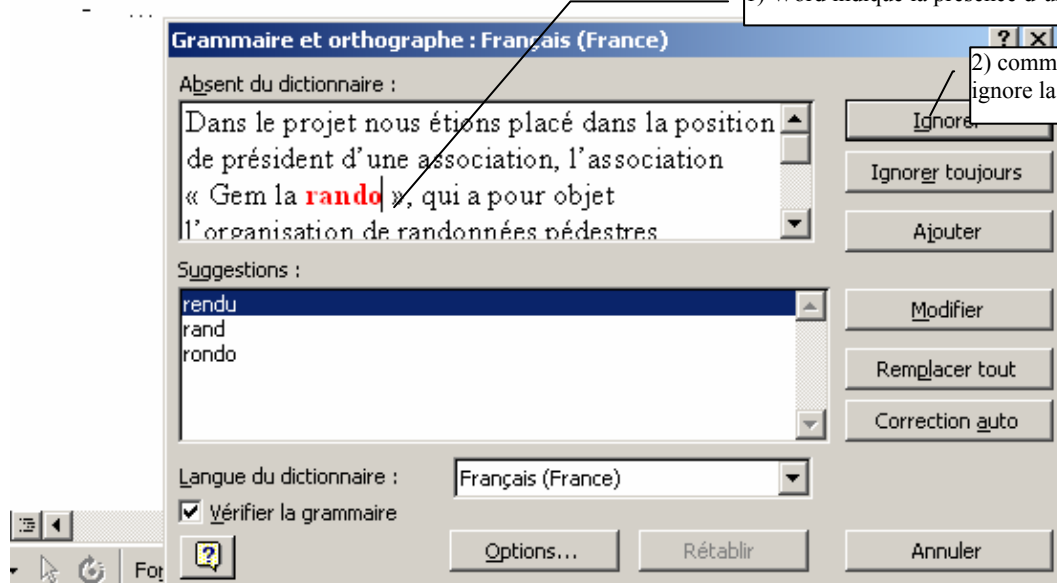 - ...
1) Word indique la présence d'u
Grammaire et orthographe : Français (France)
2) comm
ignore la
Absent du dictionnaire :
Dans le projet nous étions placé dans la position
de président d'une association, l'association
« Gem la rando », qui a pour objet
l'organisation de randonnées pédestres
Ignorer
Ignorer toujours
Ajouter
Suggestions :
rendu
rand
rondo
Modifier
Remplacer tout
Correction auto
Langue du dictionnaire :
Français (France)
Vérifier la grammaire
Options...
Rétablir
Annuler
For